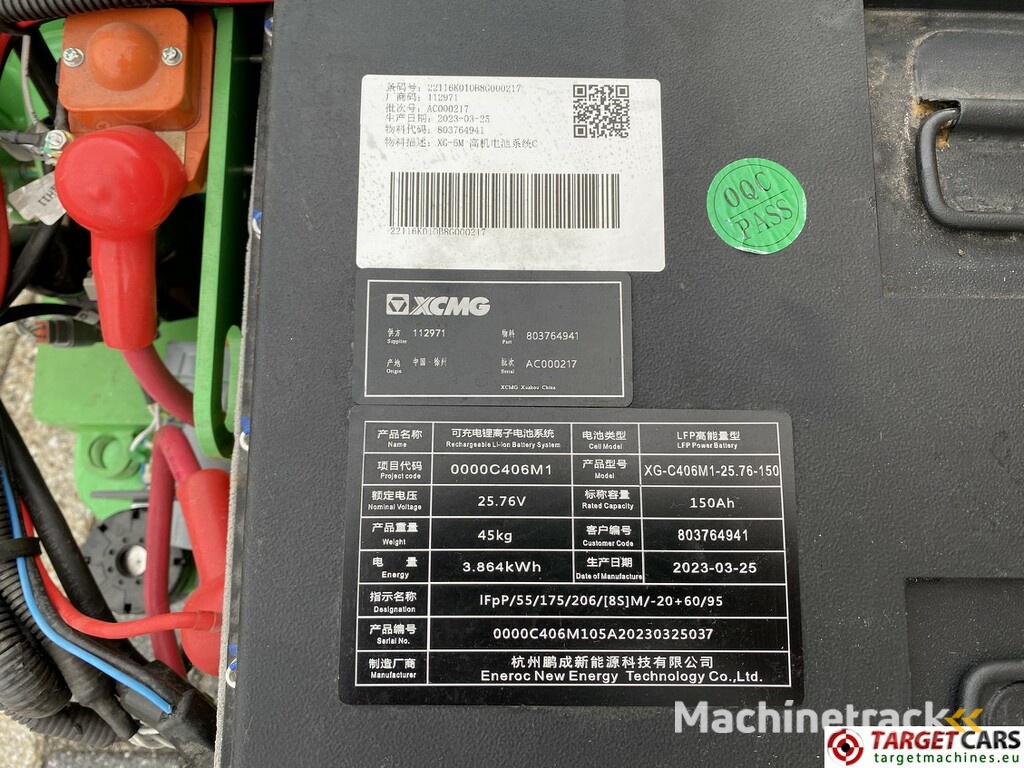 条码号: 22116K010B8G000217
厂商码: 112971
批次号: AC000217
生产日期: 2023-03-25
物料代码: 803764941
物料描述: XG-6M 高机电池系统C
22116K010B8G000217
OQC
PASS
XCMG
供方 Supplier 112971 物料 Part 803764941
产地 Origin 中国·徐州 批次 Serial AC000217
XCMG Xuzhou China
产品名称 Name 可充电锂离子电池系统 Rechargeable Li-ion Battery System 电池类型 Cell Model LFP高能量型 LFP Power Battery
项目代码 Project code 0000C406M1 产品型号 Model XG-C406M1-25.76-150
额定电压 Nominal Voltage 25.76V 标称容量 Rated Capacity 150Ah
产品重量 Weight 45kg 客户编号 Customer Code 803764941
电 量 Energy 3.864kWh 生产日期 Date of Manufacture 2023-03-25
指示名称 Designation IFpP/55/175/206/[8S]M/-20+60/95
产品编号 Serial No. 0000C406M105A20230325037
制造厂商 Manufacturer 杭州鹏成新能源科技有限公司
Eneroc New Energy Technology Co.,Ltd.
Machinetrack
TARGETCARS
targetmachines.eu